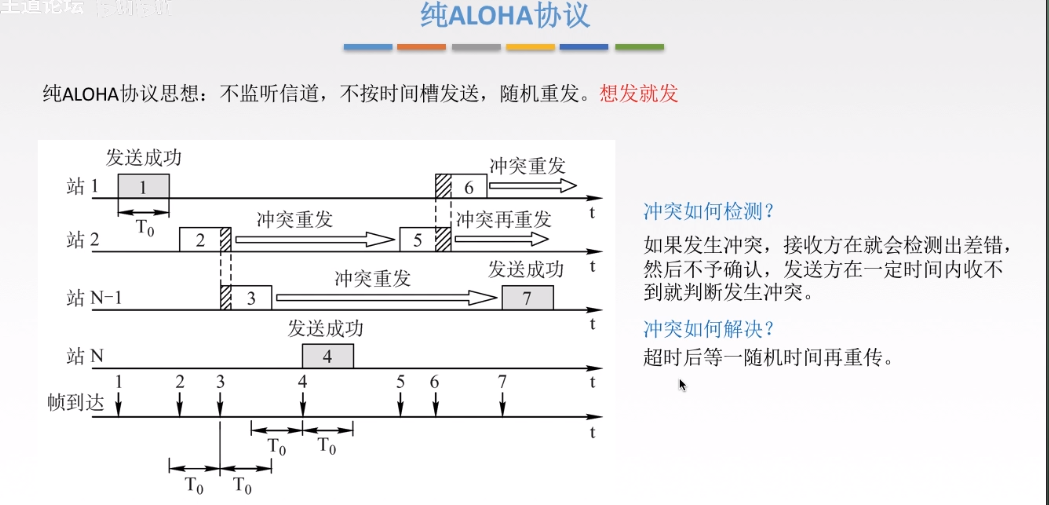 王道论坛
纯ALOHA协议
纯ALOHA协议思想：不监听信道，不按时间槽发送，随机重发。想发就发
发送成功
冲突重发
站 1
1
6
t
T0
冲突重发
冲突再重发
站 2
2
5
t
冲突重发
发送成功
站 N-1
3
7
t
发送成功
站 N
4
1 2 3 4 5 6 7 t
帧到达
t
T0 T0
T0 T0
冲突如何检测？
如果发生冲突，接收方在就会检测出差错，
然后不予确认，发送方在一定时间内收不
到就判断发生冲突。
冲突如何解决？
超时后等一随机时间再重传。